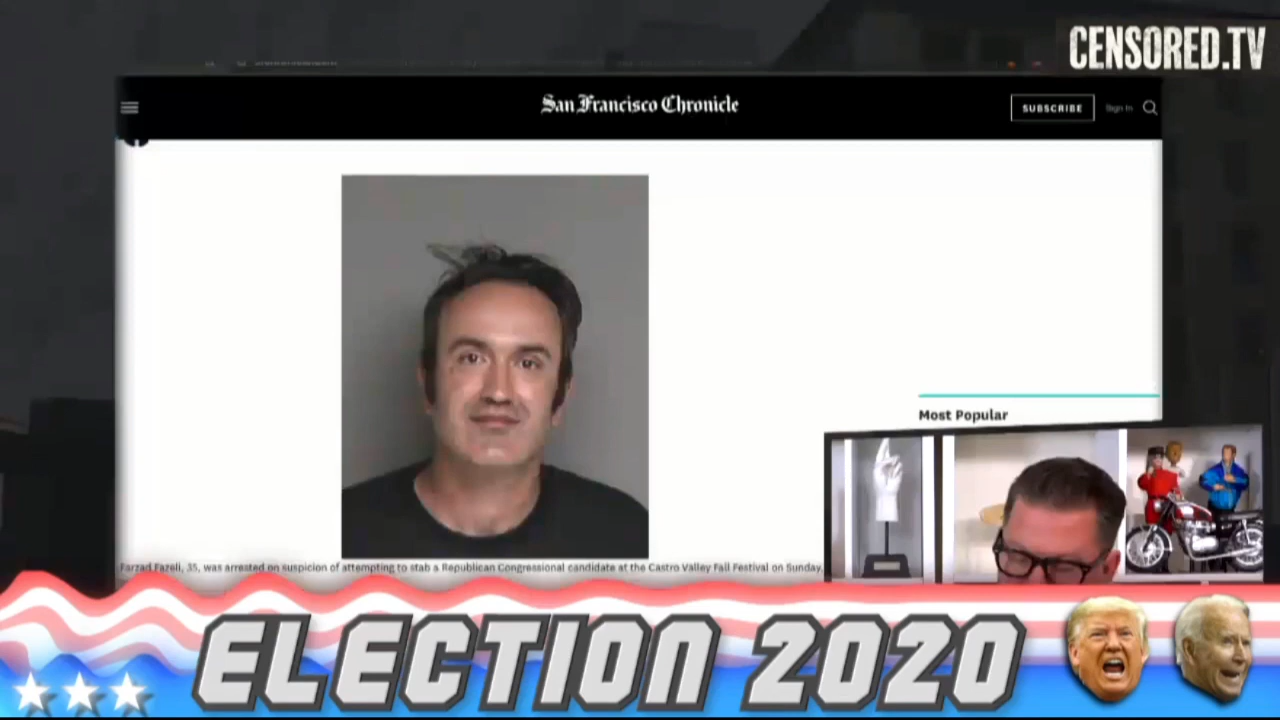 CENSORED.TV
San Francisco Chronicle
SUBSCRIBE
Sign In
Most Popular
Farzad Fazeli, 35, was arrested on suspicion of attempting to stab a Republican Congressional candidate at the Castro Valley Fall Festival on Sunday.
ELECTION 2020